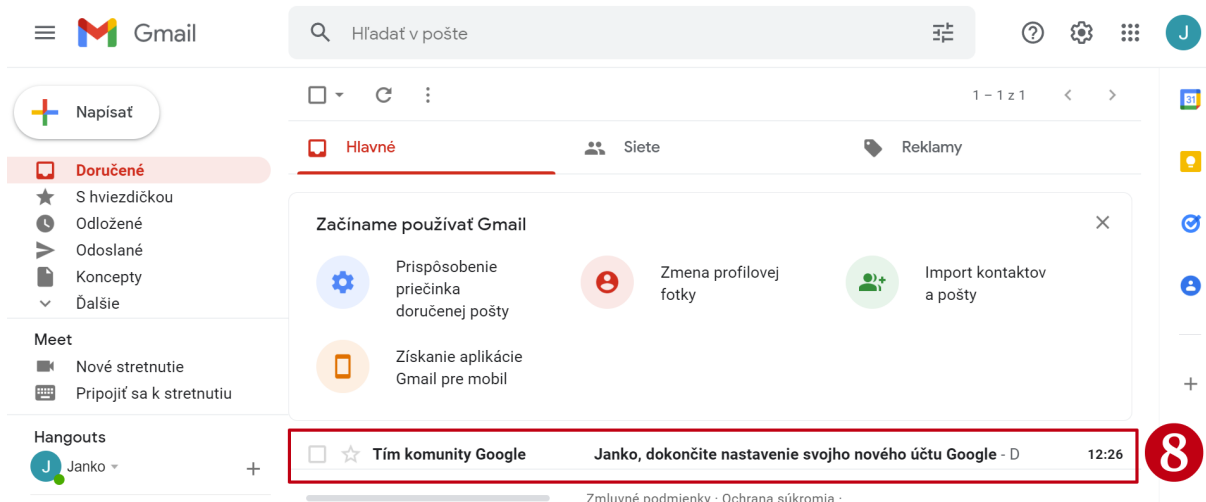 Gmail
Hľadať v pošte
J
Napísať
1 – 1 z 1
31
Hlavné
Siete
Reklamy
Doručené
S hviezdičkou
Odložené
Odoslané
Koncepty
Ďalšie
Začíname používať Gmail
Prispôsobenie
priečinka
doručenej pošty
Zmena profilovej
fotky
Import kontaktov
a pošty
Získanie aplikácie
Gmail pre mobil
Meet
Nové stretnutie
Pripojiť sa k stretnutiu
Hangouts
J Janko
Tím komunity Google Janko, dokončite nastavenie svojho nového účtu Google - D 12:26
8
Zmluvné podmienky · Ochrana súkromia ·